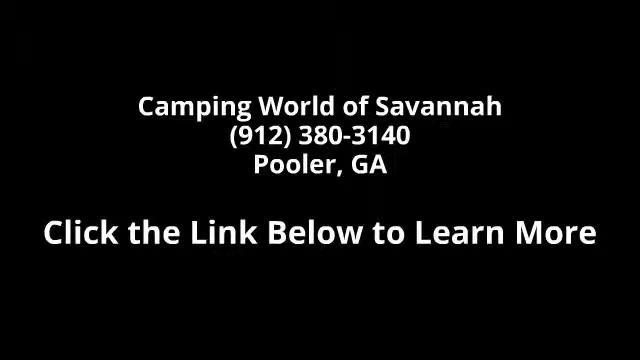 Camping World of Savannah
(912) 380-3140
Pooler, GA
Click the Link Below to Learn More